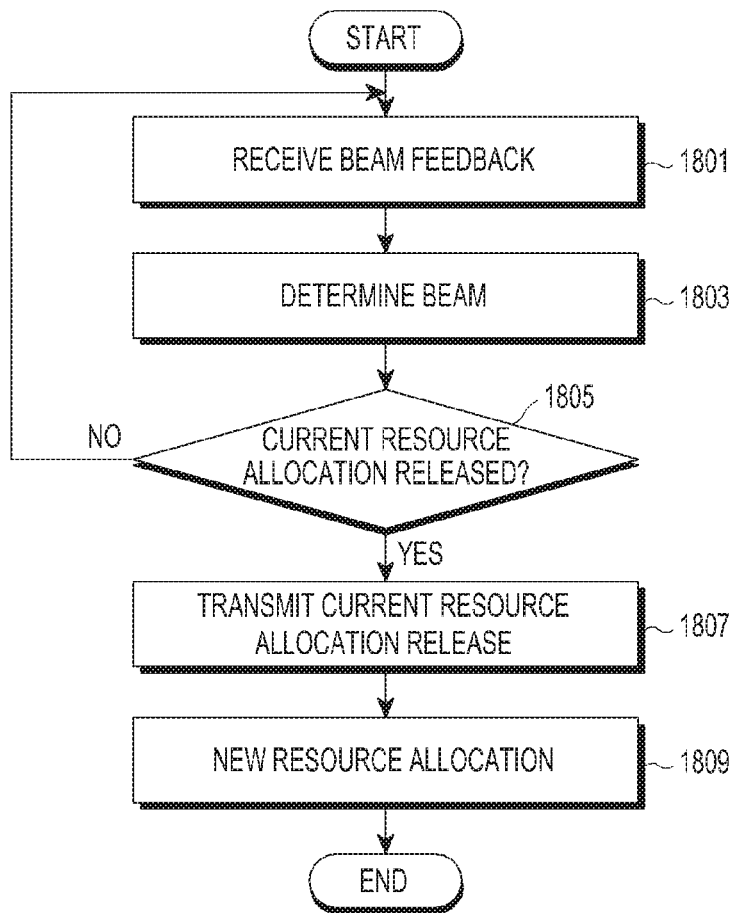 START
RECEIVE BEAM FEEDBACK
1801
DETERMINE BEAM
1803
1805
NO
CURRENT RESOURCE
ALLOCATION RELEASED?
YES
TRANSMIT CURRENT RESOURCE
ALLOCATION RELEASE
1807
NEW RESOURCE ALLOCATION
1809
END